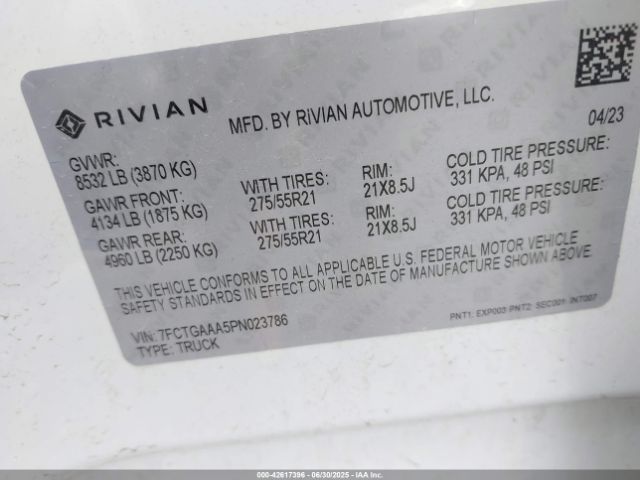 RIVIAN
MFD. BY RIVIAN AUTOMOTIVE, LLC.
04/23
GVWR:
8532 LB (3870 KG)
GAWR FRONT:
4134 LB (1875 KG)
WITH TIRES:
275/55R21
RIM:
21X8.5J
COLD TIRE PRESSURE:
331 KPA, 48 PSI
GAWR REAR:
4960 LB (2250 KG)
WITH TIRES:
275/55R21
RIM:
21X8.5J
COLD TIRE PRESSURE:
331 KPA, 48 PSI
THIS VEHICLE CONFORMS TO ALL APPLICABLE U.S. FEDERAL MOTOR VEHICLE
SAFETY STANDARDS IN EFFECT ON THE DATE OF MANUFACTURE SHOWN ABOVE.
VIN: 7FCTGAAA5PN023786
TYPE: TRUCK
PNT1: EXP003 PNT2: SEC001 INT007
000-42617396 - 06/30/2025 - IAAI.COM